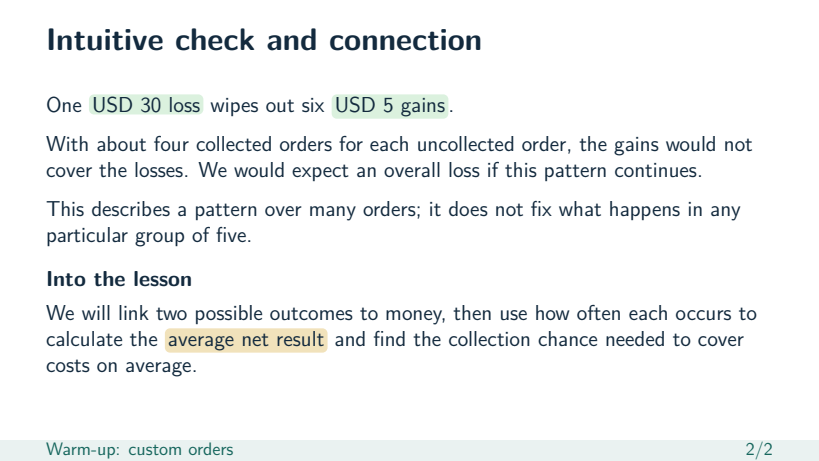 Intuitive check and connection
One USD 30 loss wipes out six USD 5 gains.
With about four collected orders for each uncollected order, the gains would not
cover the losses. We would expect an overall loss if this pattern continues.
This describes a pattern over many orders; it does not fix what happens in any
particular group of five.
Into the lesson
We will link two possible outcomes to money, then use how often each occurs to
calculate the average net result and find the collection chance needed to cover
costs on average.
Warm-up: custom orders 2/2